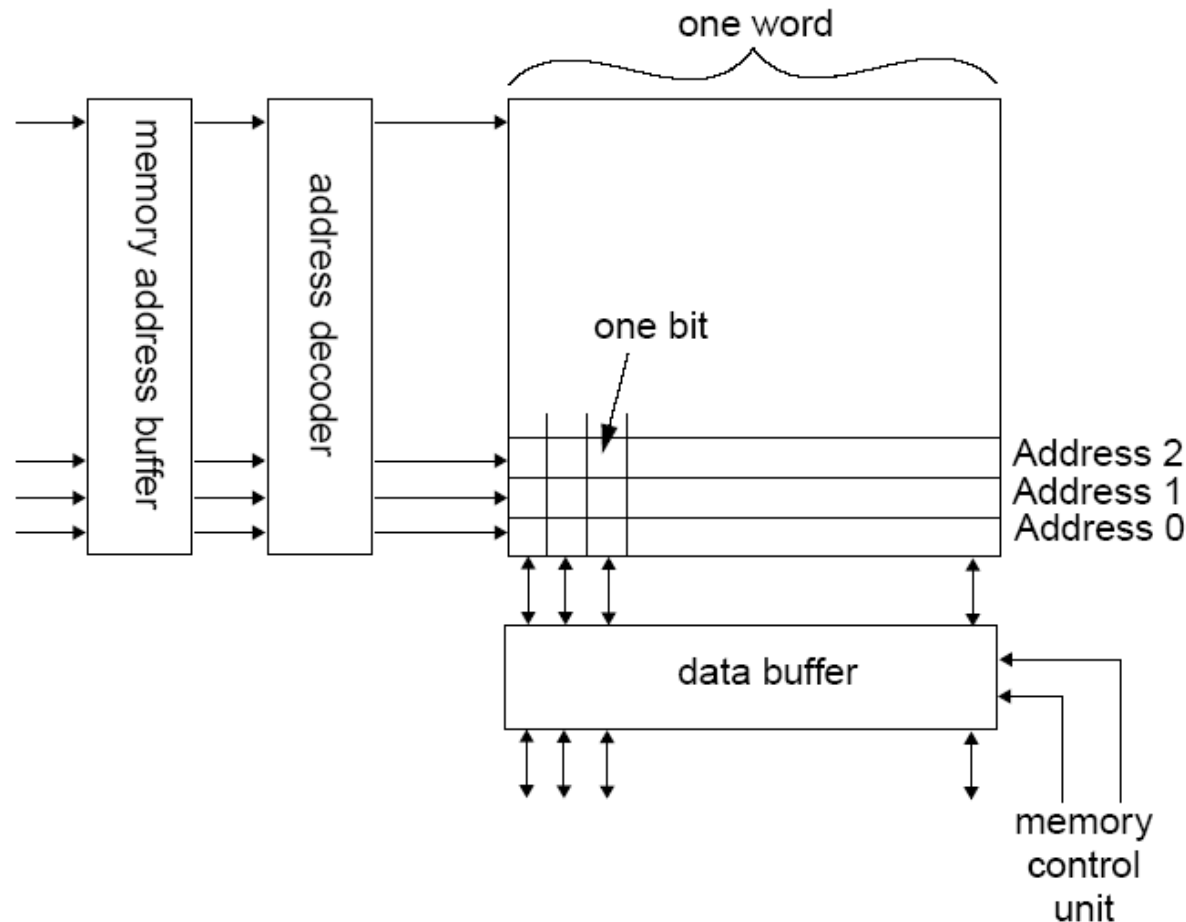 one word
memory address buffer
address decoder
one bit
Address 2
Address 1
Address 0
data buffer
memory
control
unit